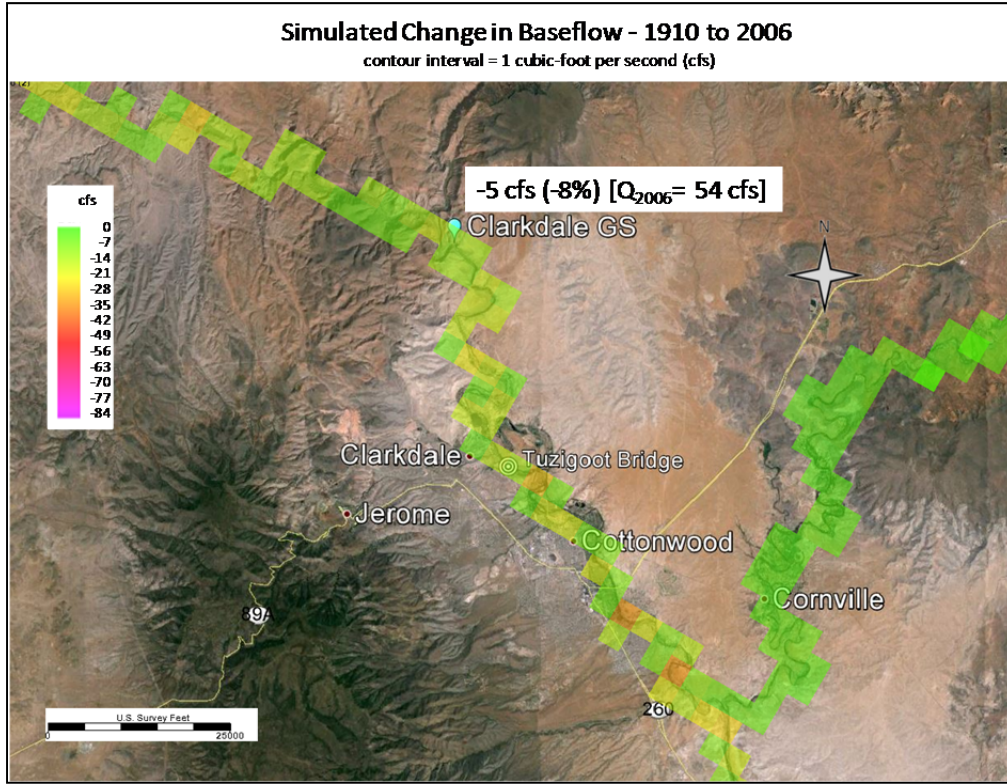 Simulated Change in Baseflow - 1910 to 2006
contour interval = 1 cubic-foot per second (cfs)
cfs
0
-7
-14
-21
-28
-35
-42
-49
-56
-63
-70
-77
-84
-5 cfs (-8%) [Q2006= 54 cfs]
Clarkdale GS
N
Clarkdale
Tuzigoot Bridge
Jerome
Cottonwood
Cornville
89A
260
U.S. Survey Feet
0
25000